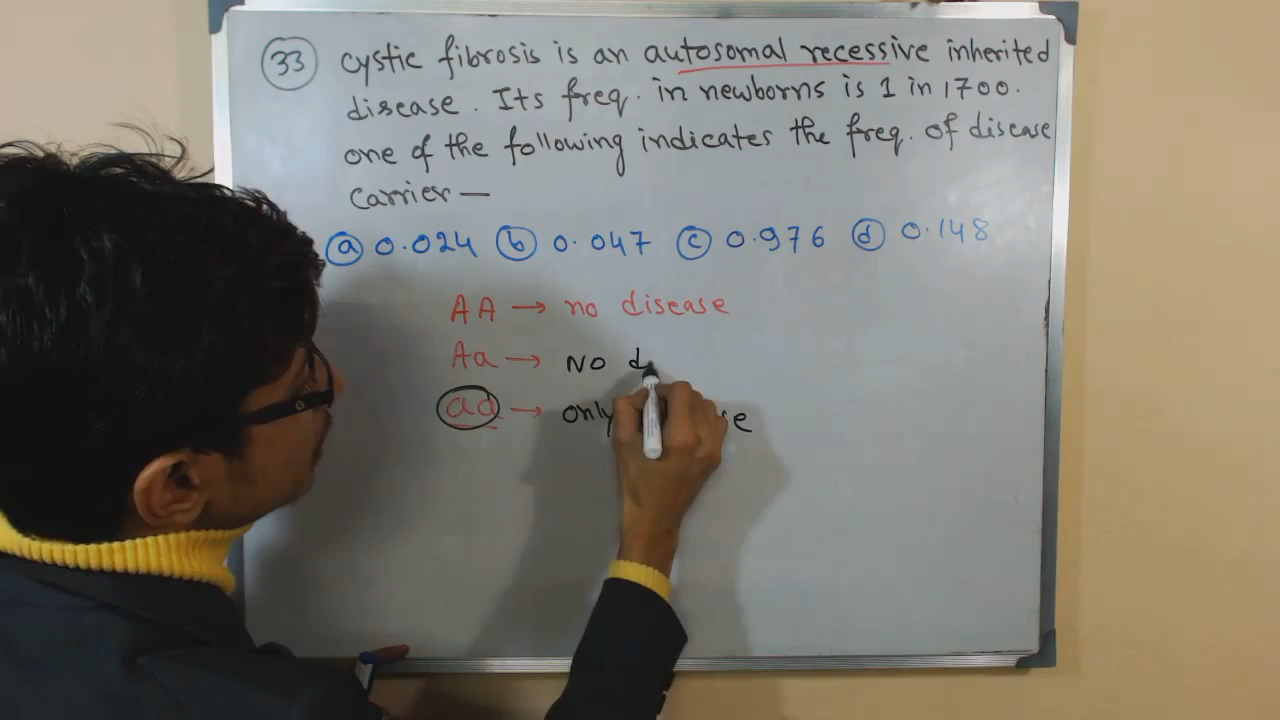 33 cystic fibrosis is an autosomal recessive inherited
disease. Its freq. in newborns is 1 in 1700.
one of the following indicates the freq. of disease
carrier —
a 0.024 b 0.047 c 0.976 d 0.148
AA → no disease
Aa → NO d
aa → only